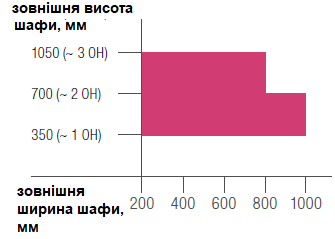 зовнішня висота
шафи, мм
1050 (~ 3 ОН)
700 (~ 2 ОН)
350 (~ 1 ОН)
зовнішня
ширина шафи,
мм
200 400 600 800 1000